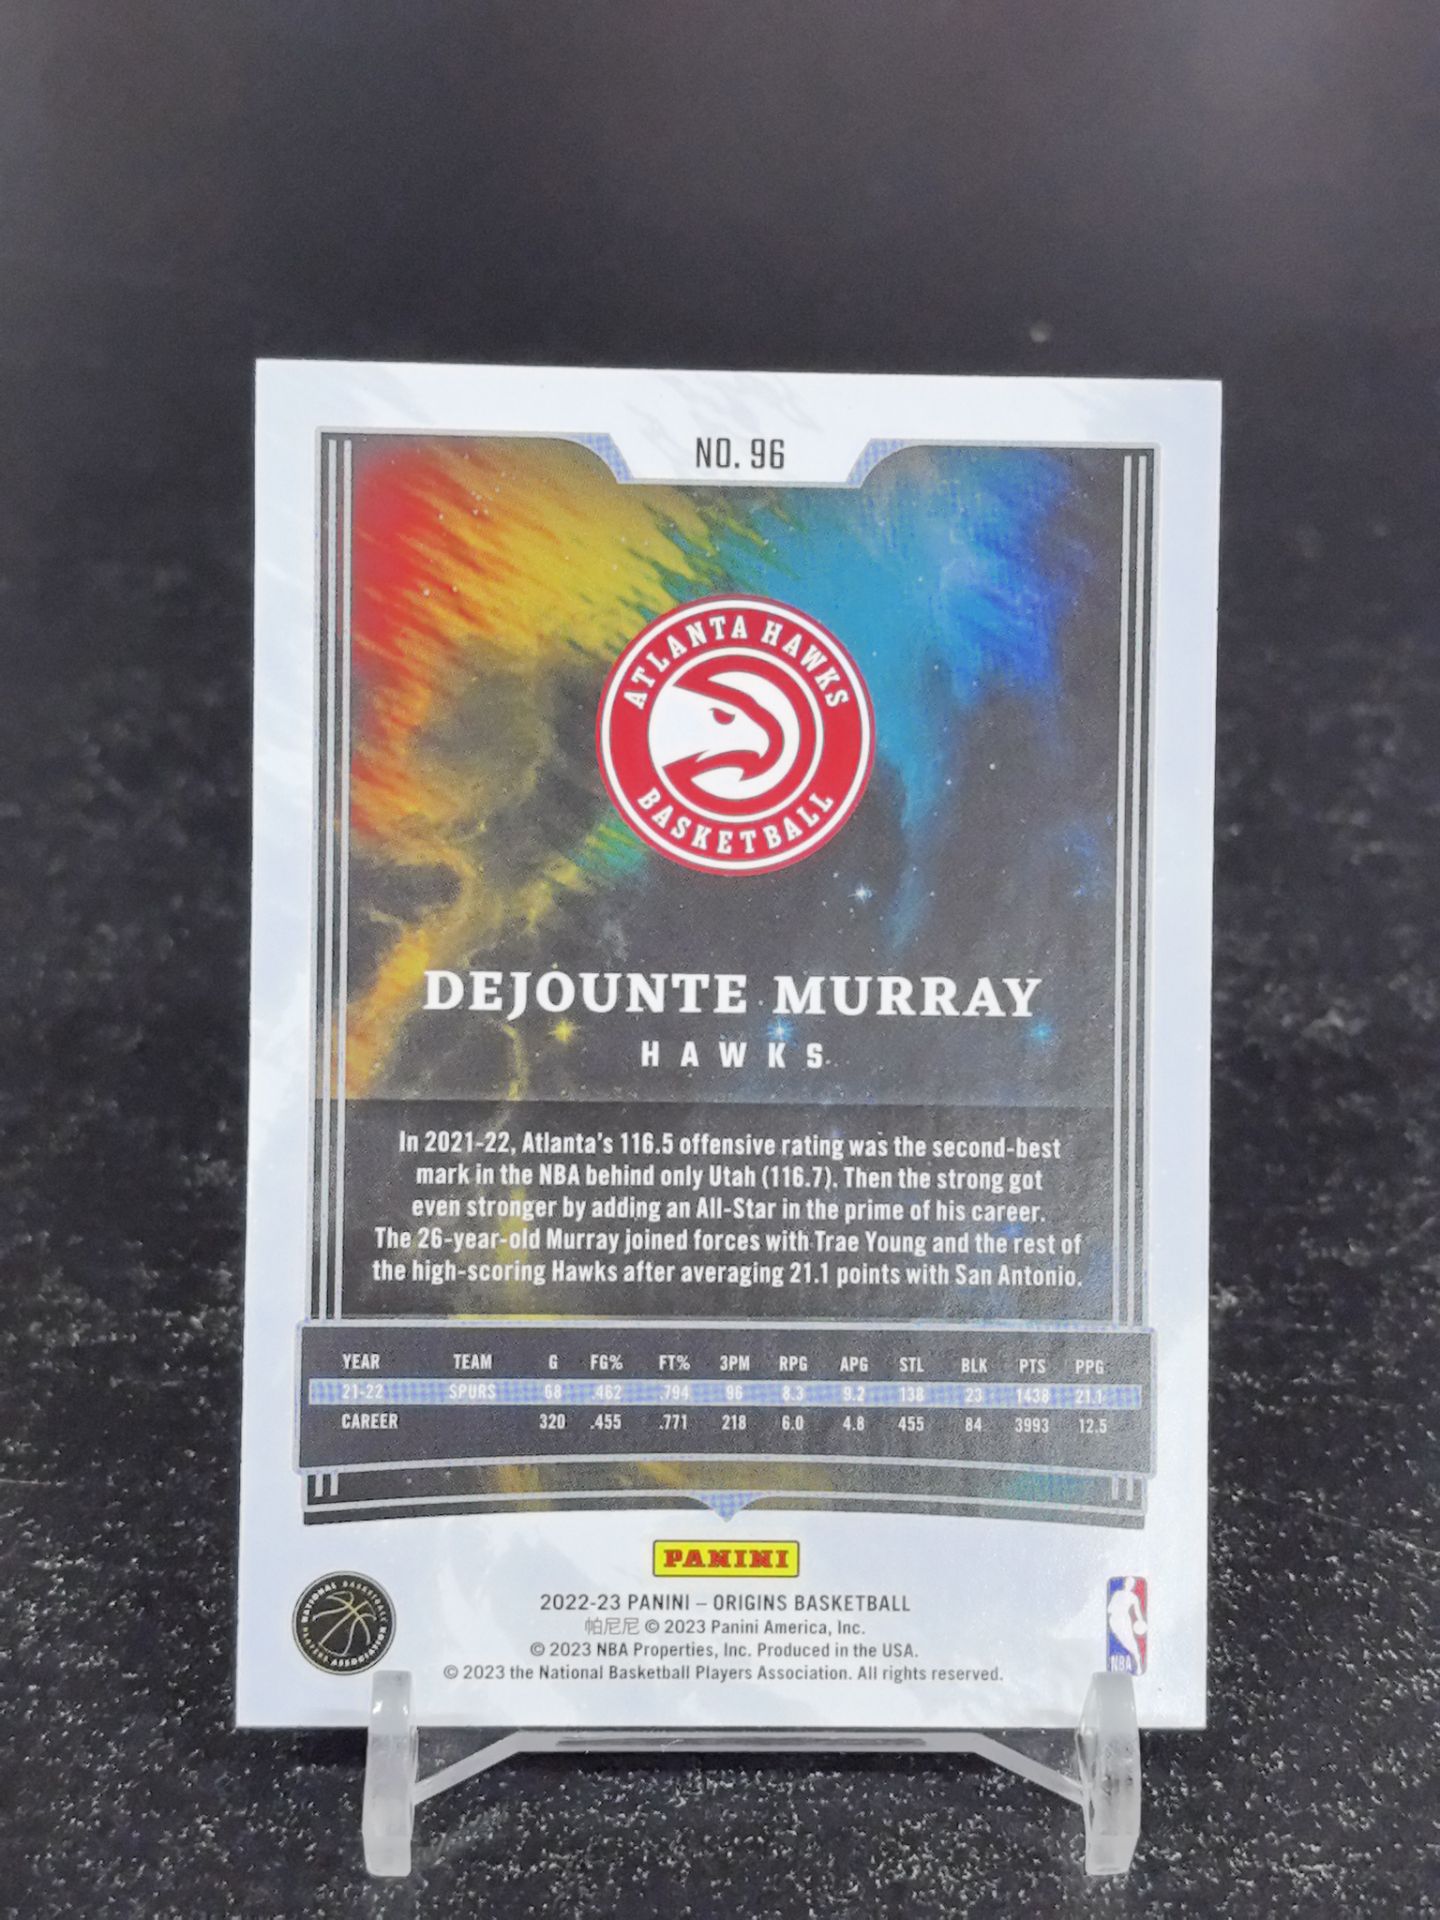 NO. 96
ATLANTA HAWKS
BASKETBALL
DEJOUNTE MURRAY
HAWKS
In 2021-22, Atlanta's 116.5 offensive rating was the second-best
mark in the NBA behind only Utah (116.7). Then the strong got
even stronger by adding an All-Star in the prime of his career.
The 26-year-old Murray joined forces with Trae Young and the rest of
the high-scoring Hawks after averaging 21.1 points with San Antonio.
YEAR TEAM G FG% FT% 3PM RPG APG STL BLK PTS PPG
21-22 SPURS 68 .462 .794 96 8.3 9.2 138 23 1438 21.1
CAREER 320 .455 .771 218 6.0 4.8 455 84 3993 12.5
PANINI
2022-23 PANINI – ORIGINS BASKETBALL
帕尼尼 © 2023 Panini America, Inc.
© 2023 NBA Properties, Inc. Produced in the USA.
© 2023 the National Basketball Players Association. All rights reserved.
NATIONAL BASKETBALL
PLAYERS ASSOCIATION
NBA